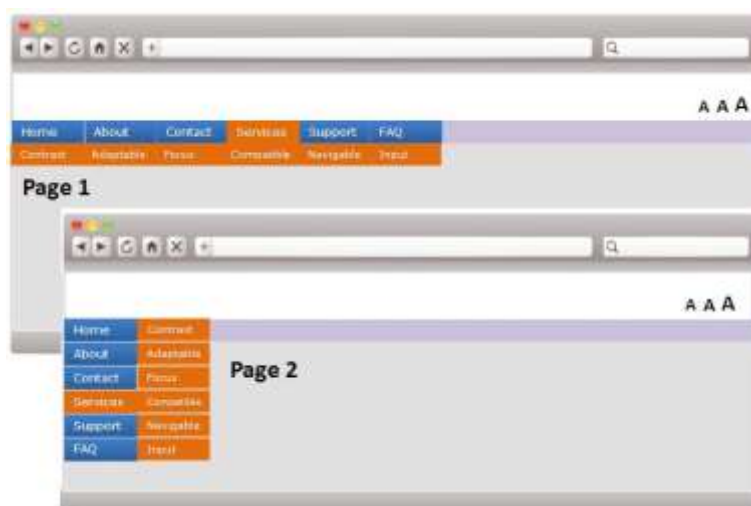 A A A
Home About Contact Services Support FAQ
Contrast Adaptable Focus Compatible Navigable Input
Page 1
A A A
Home Contrast
About Adaptable
Contact Focus
Services Compatible
Support Navigable
FAQ Input
Page 2